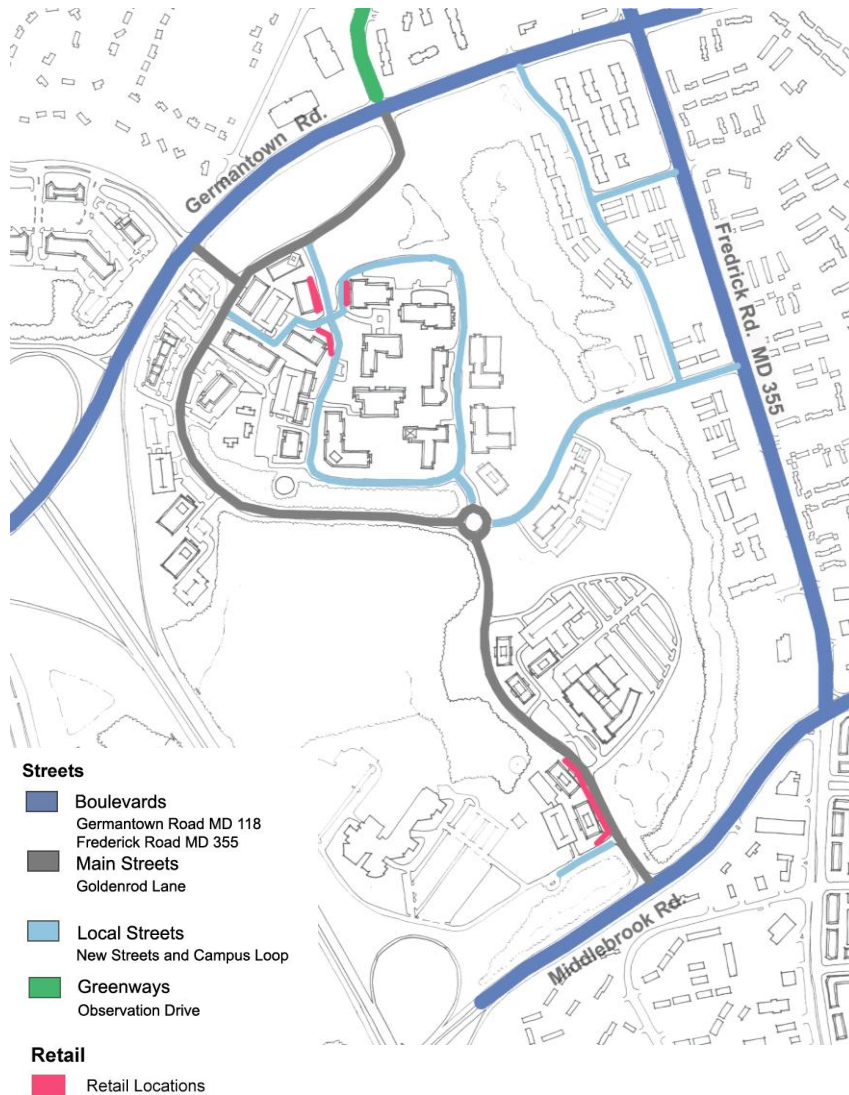 Germantown Rd.
Fredrick Rd. MD 355
Middlebrook Rd.
Streets
Boulevards
Germantown Road MD 118
Frederick Road MD 355
Main Streets
Goldenrod Lane
Local Streets
New Streets and Campus Loop
Greenways
Observation Drive
Retail
Retail Locations